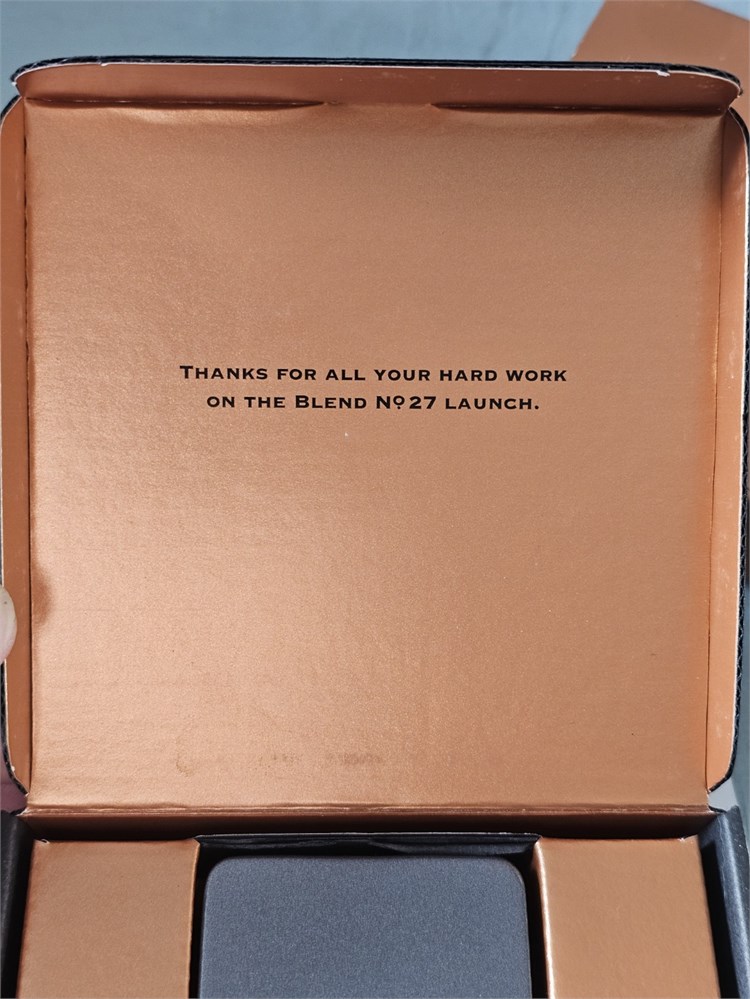 Thanks for all your hard work
on the Blend Nº27 launch.